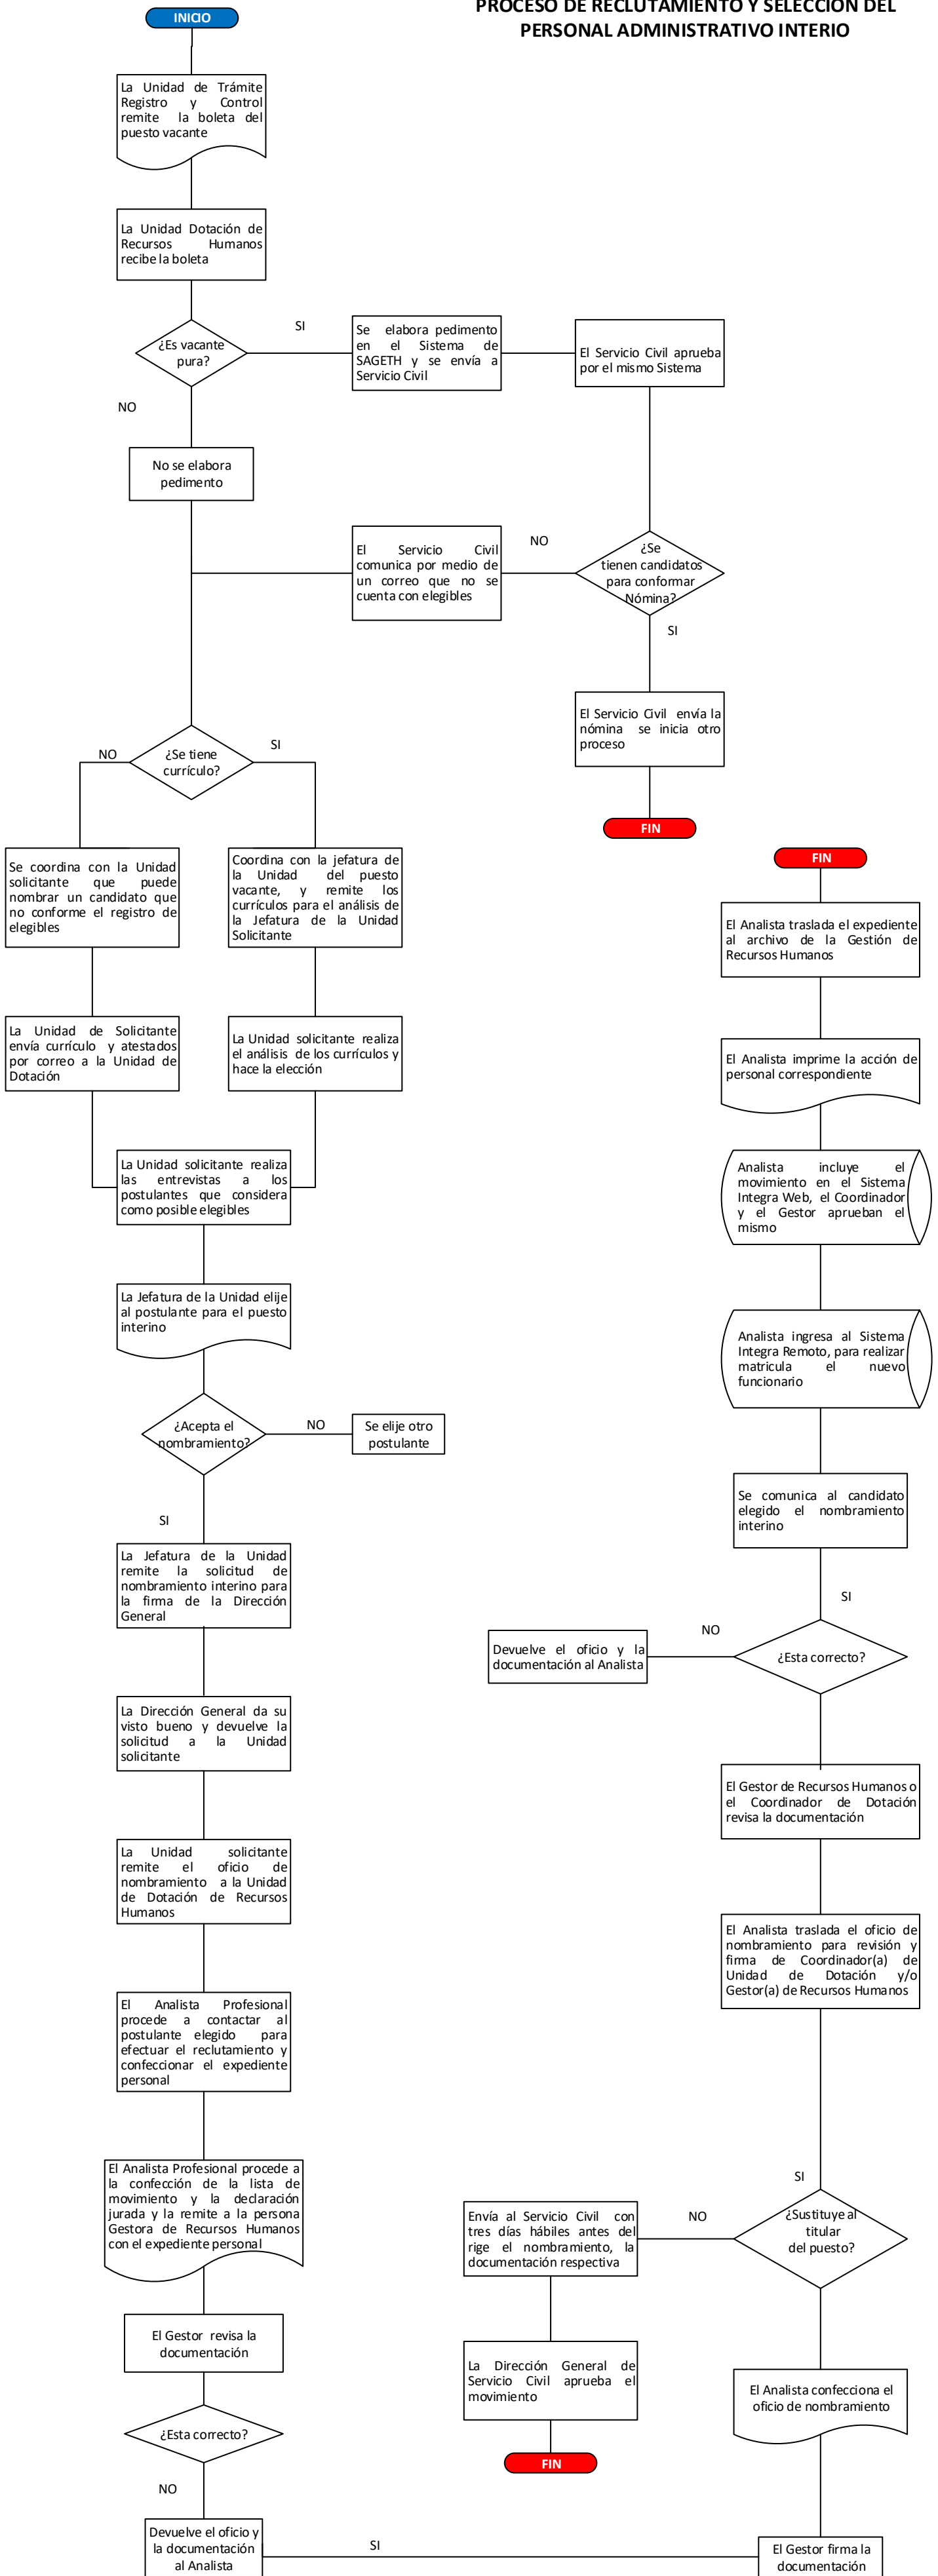 PROCESO DE RECLUTAMIENTO Y SELECCIÓN DEL
PERSONAL ADMINISTRATIVO INTERIO
INICIO
La Unidad de Trámite
Registro y Control
remite la boleta del
puesto vacante
La Unidad Dotación de
Recursos Humanos
recibe la boleta
¿Es vacante
pura?
SI
NO
Se elabora pedimento
en el Sistema de
SAGETH y se envía a
Servicio Civil
El Servicio Civil aprueba
por el mismo Sistema
No se elabora
pedimento
El Servicio Civil
comunica por medio de
un correo que no se
cuenta con elegibles
NO
¿Se
tienen candidatos
para conformar
Nómina?
SI
El Servicio Civil envía la
nómina se inicia otro
proceso
FIN
¿Se tiene
currículo?
NO
SI
Se coordina con la Unidad
solicitante que puede
nombrar un candidato que
no conforme el registro de
elegibles
Coordina con la jefatura de
la Unidad del puesto
vacante, y remite los
currículos para el análisis de
la Jefatura de la Unidad
Solicitante
La Unidad de Solicitante
envía currículo y atestados
por correo a la Unidad de
Dotación
La Unidad solicitante realiza
el análisis de los currículos y
hace la elección
La Unidad solicitante realiza
las entrevistas a los
postulantes que considera
como posible elegibles
La Jefatura de la Unidad elije
al postulante para el puesto
interino
¿Acepta el
nombramiento?
NO
Se elije otro
postulante
SI
La Jefatura de la Unidad
remite la solicitud de
nombramiento interino para
la firma de la Dirección
General
La Dirección General da su
visto bueno y devuelve la
solicitud a la Unidad
solicitante
La Unidad solicitante
remite el oficio de
nombramiento a la Unidad
de Dotación de Recursos
Humanos
El Analista Profesional
procede a contactar al
postulante elegido para
efectuar el reclutamiento y
confeccionar el expediente
personal
El Analista Profesional procede a
la confección de la lista de
movimiento y la declaración
jurada y la remite a la persona
Gestora de Recursos Humanos
con el expediente personal
El Gestor revisa la
documentación
¿Esta correcto?
NO
Devuelve el oficio y
la documentación
al Analista
SI
El Gestor firma la
documentación
El Analista confecciona el
oficio de nombramiento
¿Sustituye al
titular
del puesto?
SI
NO
Envía al Servicio Civil con
tres días hábiles antes del
rige el nombramiento, la
documentación respectiva
La Dirección General de
Servicio Civil aprueba el
movimiento
FIN
El Analista traslada el oficio de
nombramiento para revisión y
firma de Coordinador(a) de
Unidad de Dotación y/o
Gestor(a) de Recursos Humanos
El Gestor de Recursos Humanos o
el Coordinador de Dotación
revisa la documentación
¿Esta correcto?
NO
Devuelve el oficio y la
documentación al Analista
SI
Se comunica al candidato
elegido el nombramiento
interino
Analista ingresa al Sistema
Integra Remoto, para realizar
matricula el nuevo
funcionario
Analista incluye el
movimiento en el Sistema
Integra Web, el Coordinador
y el Gestor aprueban el
mismo
El Analista imprime la acción de
personal correspondiente
El Analista traslada el expediente
al archivo de la Gestión de
Recursos Humanos
FIN